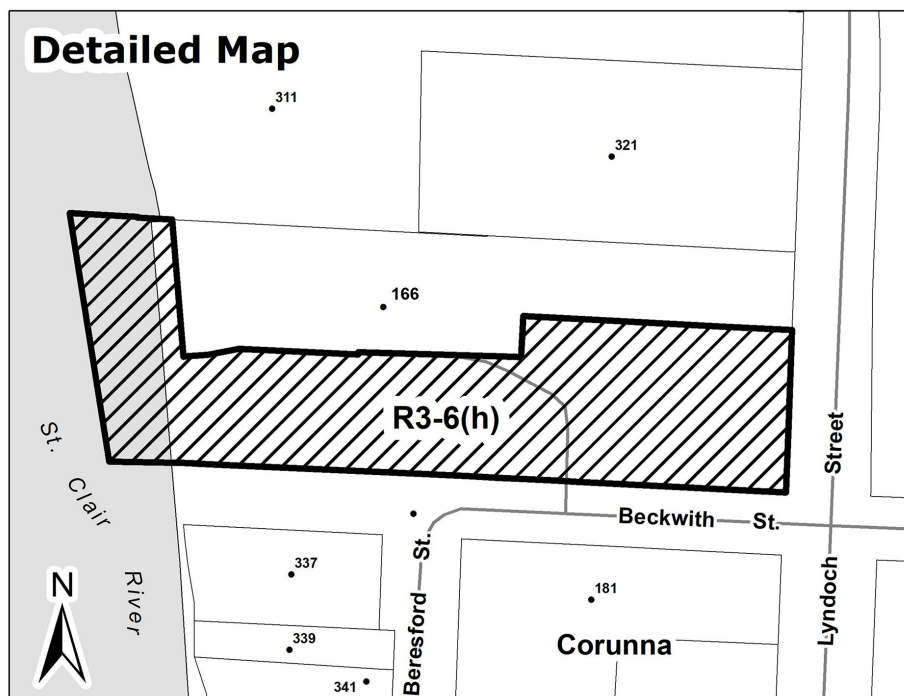 Detailed Map
311
321
166
R3-6(h)
St. Clair River
Beckwith St.
Lyndoch Street
Beresford St.
337
181
Corunna
339
341
N